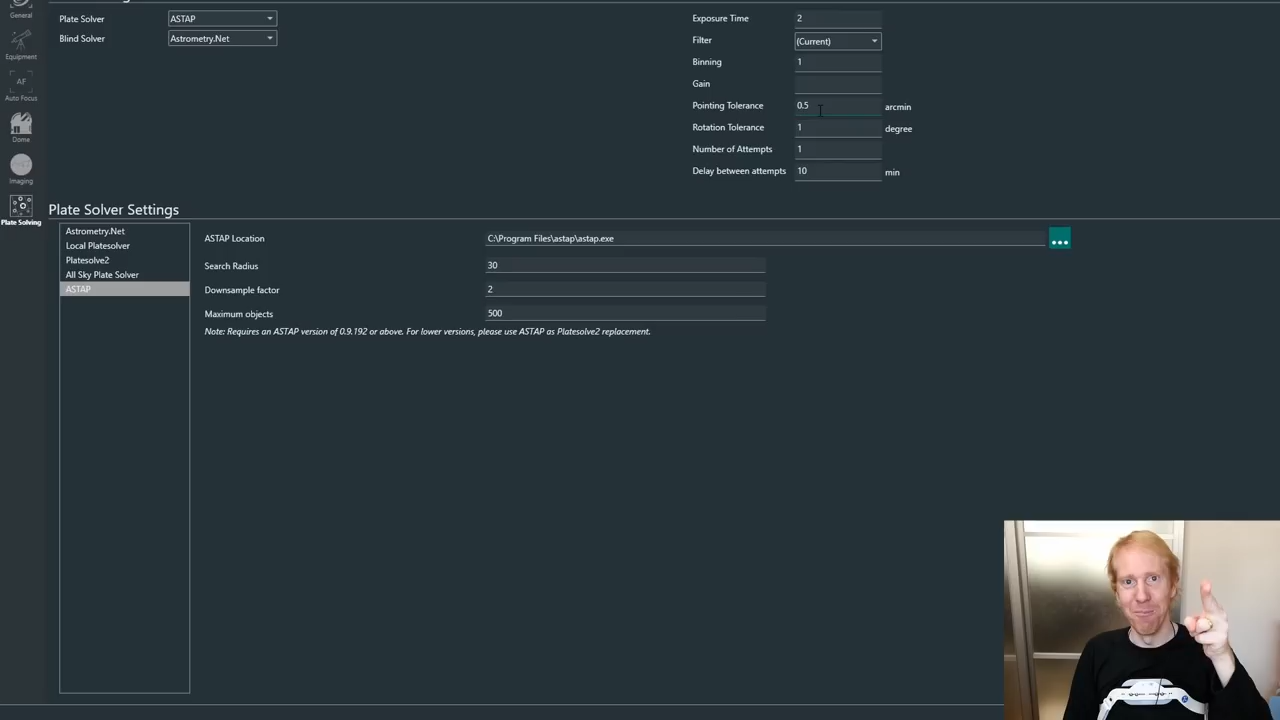 General
Equipment
AF
Auto Focus
Dome
Imaging
Plate Solving
Plate Solver ASTAP
Blind Solver Astrometry.Net
Exposure Time 2
Filter (Current)
Binning 1
Gain
Pointing Tolerance 0.5 arcmin
Rotation Tolerance 1 degree
Number of Attempts 1
Delay between attempts 10 min
Plate Solver Settings
Astrometry.Net
Local Platesolver
Platesolve2
All Sky Plate Solver
ASTAP
ASTAP Location C:\Program Files\astap\astap.exe ...
Search Radius 30
Downsample factor 2
Maximum objects 500
Note: Requires an ASTAP version of 0.9.192 or above. For lower versions, please use ASTAP as Platesolve2 replacement.